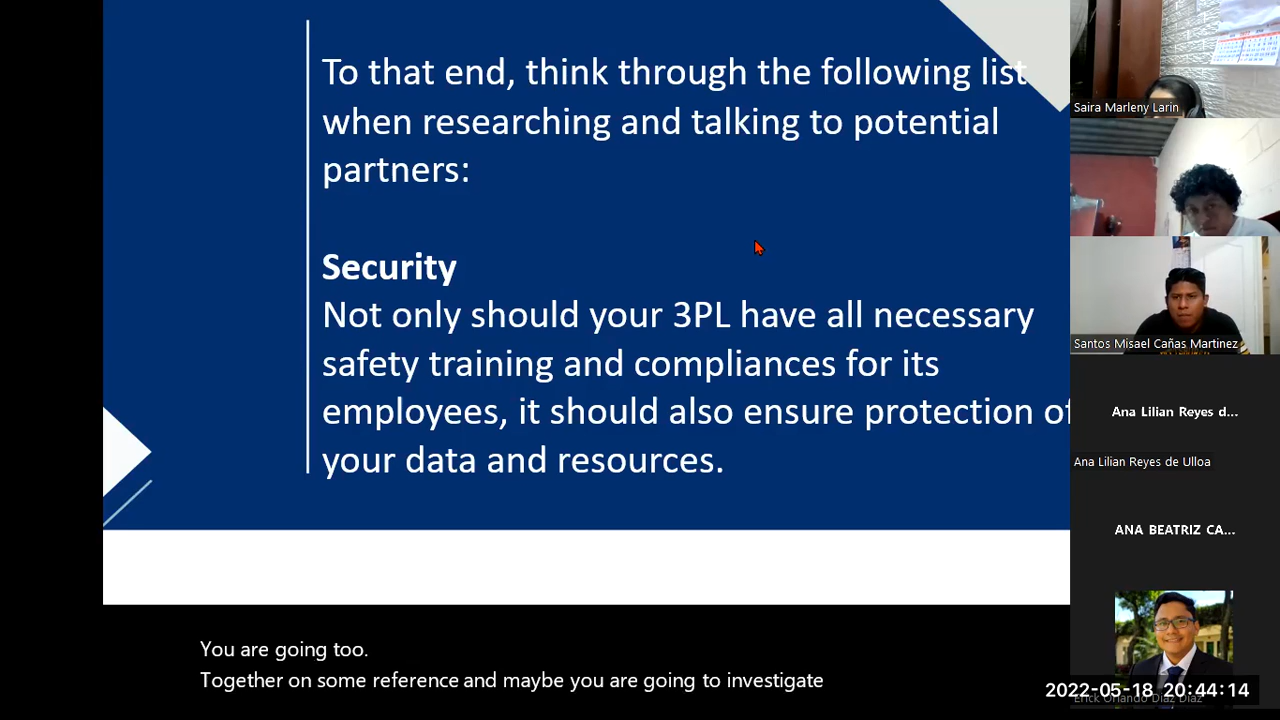 To that end, think through the following list
when researching and talking to potential
partners:
Security
Not only should your 3PL have all necessary
safety training and compliances for its
employees, it should also ensure protection of
your data and resources.
You are going too.
Together on some reference and maybe you are going to investigate
Saira Marleny Larin
Santos Misael Cañas Martinez
Ana Lilian Reyes d...
Ana Lilian Reyes de Ulloa
ANA BEATRIZ CA...
2022-05-18 20:44:14
Erick Orlando Diaz Diaz